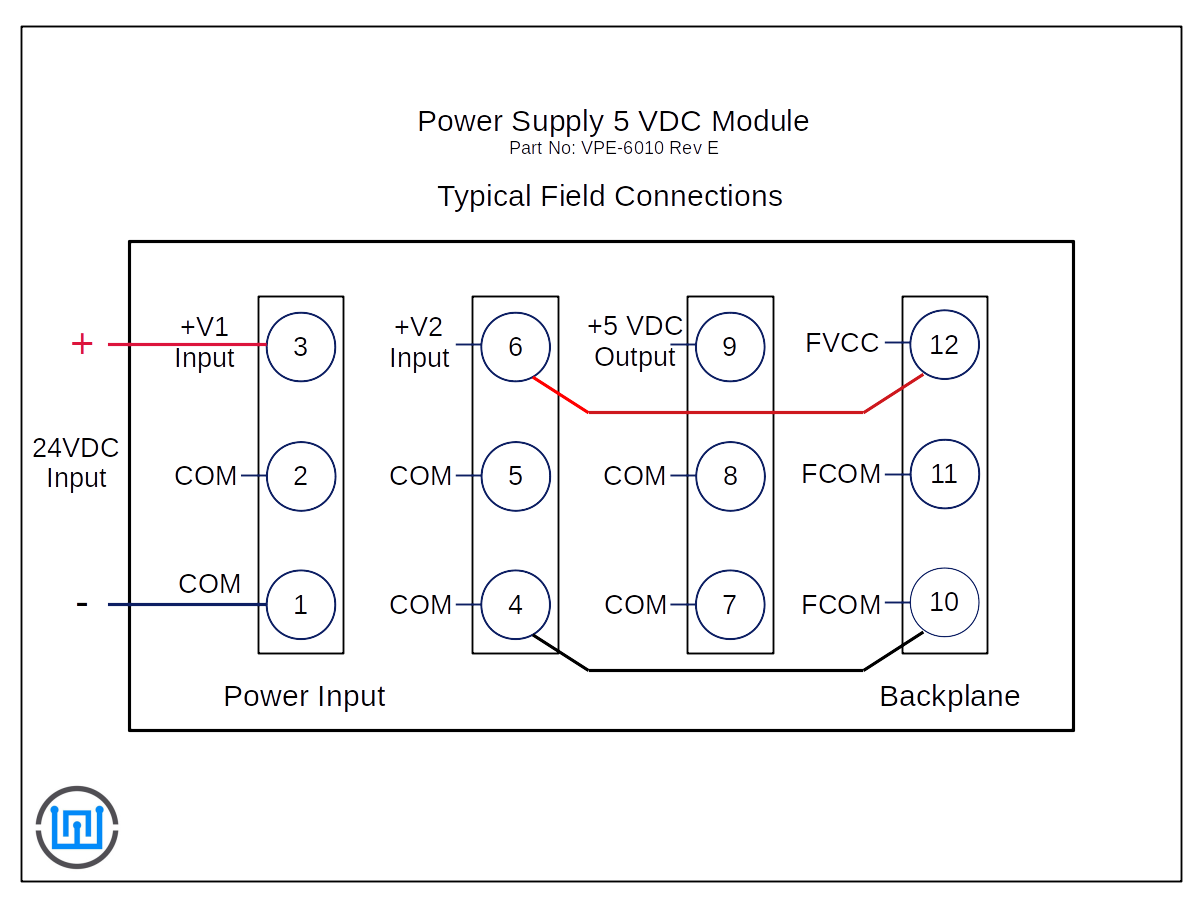 Power Supply 5 VDC Module
Part No: VPE-6010 Rev E
Typical Field Connections
+V1
Input
3
+V2
Input
6
+5 VDC
Output
9
FVCC
12
+
24VDC
Input
COM
2
COM
5
COM
8
FCOM
11
-
COM
1
COM
4
COM
7
FCOM
10
Power Input
Backplane